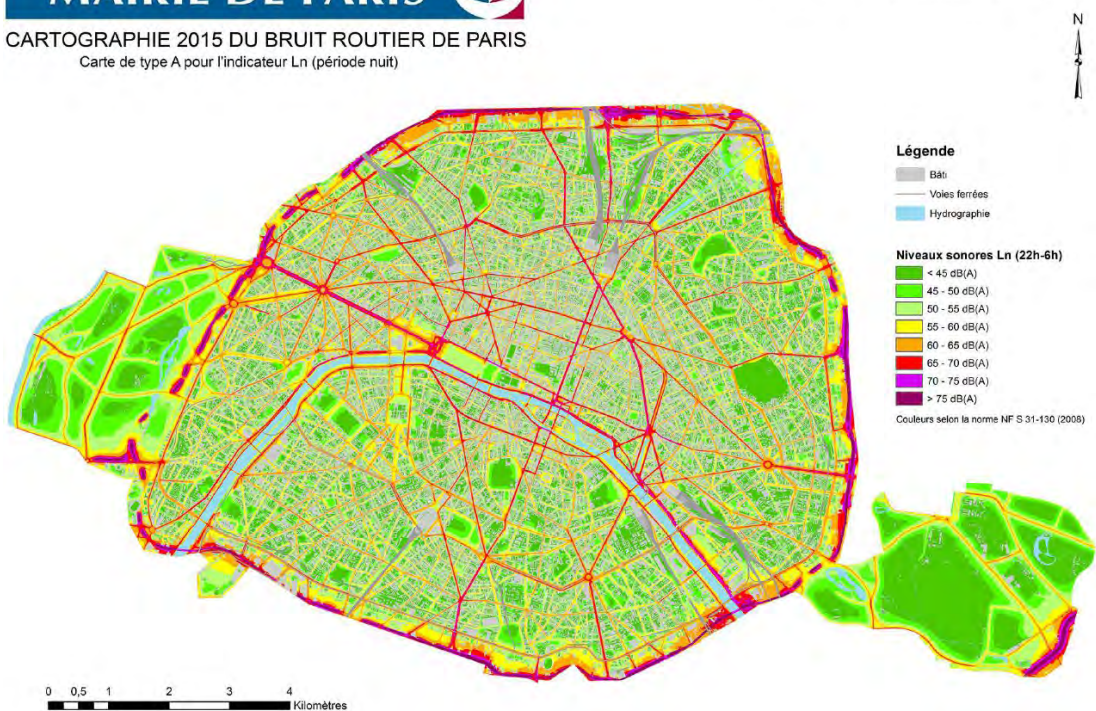 MAIRIE DE PARIS
CARTOGRAPHIE 2015 DU BRUIT ROUTIER DE PARIS
Carte de type A pour l'indicateur Ln (période nuit)
N
Légende
Bâti
Voies ferrées
Hydrographie
Niveaux sonores Ln (22h-6h)
< 45 dB(A)
45 - 50 dB(A)
50 - 55 dB(A)
55 - 60 dB(A)
60 - 65 dB(A)
65 - 70 dB(A)
70 - 75 dB(A)
> 75 dB(A)
Couleurs selon la norme NF S 31-130 (2008)
0 0,5 1 2 3 4
Kilomètres